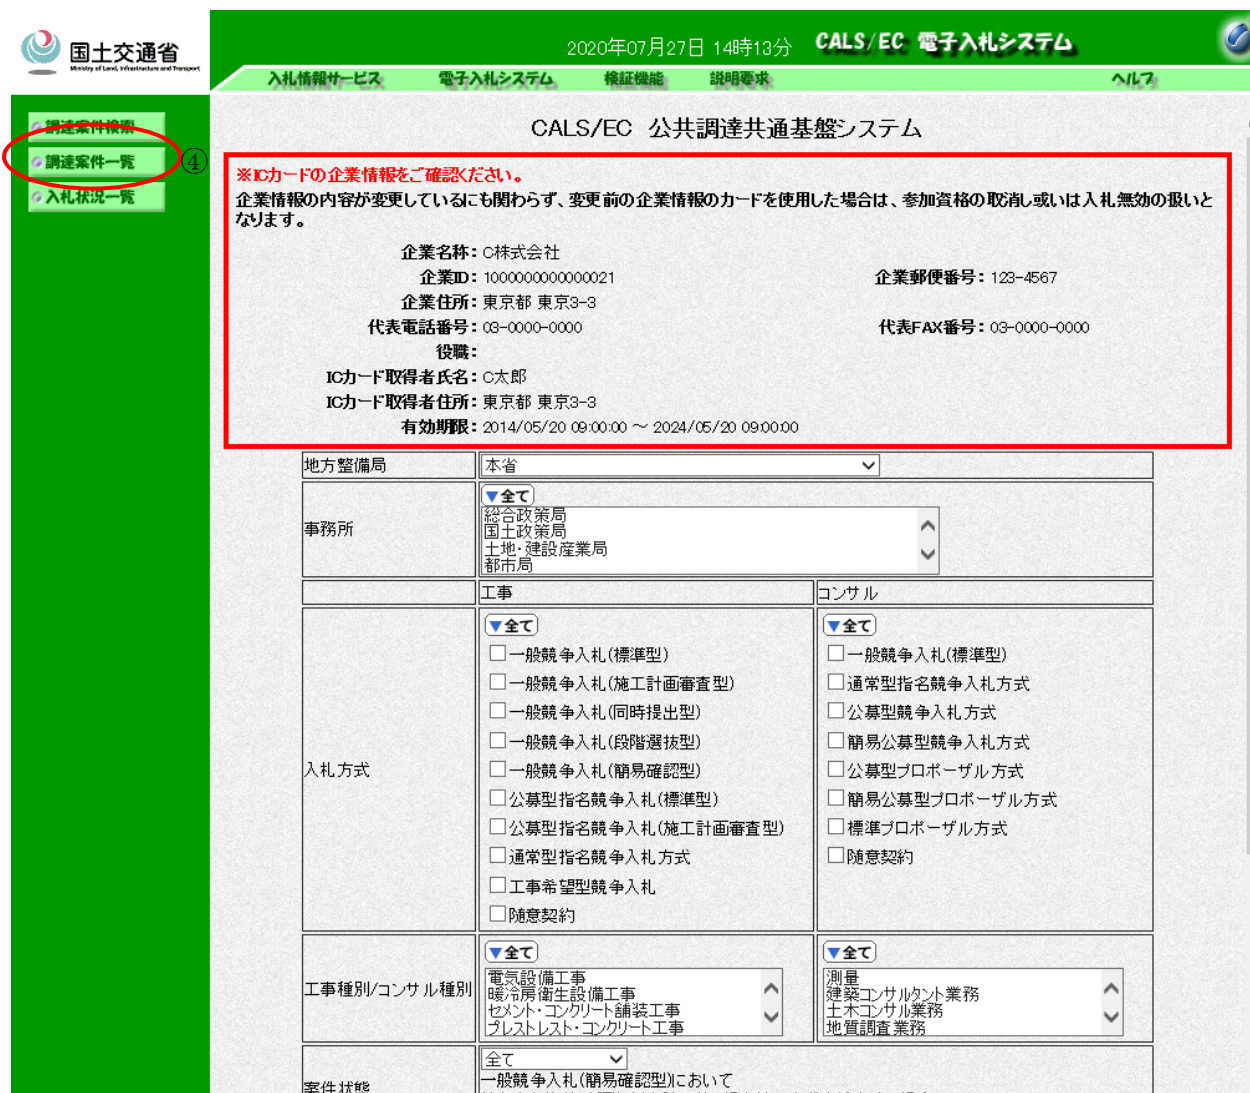 国土交通省
Ministry of Land, Infrastructure and Transport
2020年07月27日 14時13分
CALS/EC 電子入札システム
入札情報サービス 電子入札システム 検証機能 説明要求 ヘルプ
調達案件検索
調達案件一覧
④
入札状況一覧
CALS/EC 公共調達共通基盤システム
※ICカードの企業情報をご確認ください。
企業情報の内容が変更しているにも関わらず、変更前の企業情報のカードを使用した場合は、参加資格の取消し或いは入札無効の扱いと
なります。
企業名称：C株式会社
企業ID：1000000000000021 企業郵便番号：123-4567
企業住所：東京都 東京3-3
代表電話番号：03-0000-0000 代表FAX番号：03-0000-0000
役職：
ICカード取得者氏名：C太郎
ICカード取得者住所：東京都 東京3-3
有効期限：2014/05/20 09:00:00 ～ 2024/05/20 09:00:00
地方整備局 本省
事務所
▼全て
総合政策局
国土政策局
土地・建設産業局
都市局
工事 コンサル
入札方式
▼全て
一般競争入札(標準型)
一般競争入札(施工計画審査型)
一般競争入札(同時提出型)
一般競争入札(段階選抜型)
一般競争入札(簡易確認型)
公募型指名競争入札(標準型)
公募型指名競争入札(施工計画審査型)
通常型指名競争入札方式
工事希望型競争入札
随意契約
▼全て
一般競争入札(標準型)
通常型指名競争入札方式
公募型競争入札方式
簡易公募型競争入札方式
公募型プロポーザル方式
簡易公募型プロポーザル方式
標準プロポーザル方式
随意契約
工事種別/コンサル種別
▼全て
電気設備工事
暖冷房衛生設備工事
セメント・コンクリート舗装工事
プレストレスト・コンクリート工事
▼全て
測量
建築コンサルタント業務
土木コンサル業務
地質調査業務
案件状態
全て
一般競争入札(簡易確認型)において